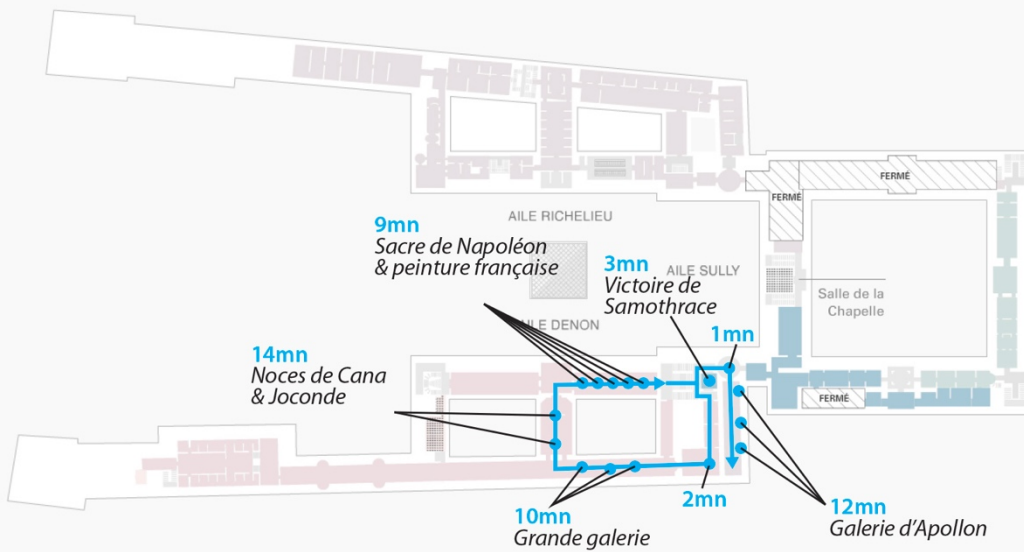 FERMÉ
FERMÉ
9mn
Sacre de Napoléon
& peinture française
AILE RICHELIEU
3mn
Victoire de
Samothrace
AILE SULLY
Salle de la
Chapelle
AILE DENON
1mn
14mn
Noces de Cana
& Joconde
FERMÉ
10mn
Grande galerie
2mn
12mn
Galerie d’Apollon